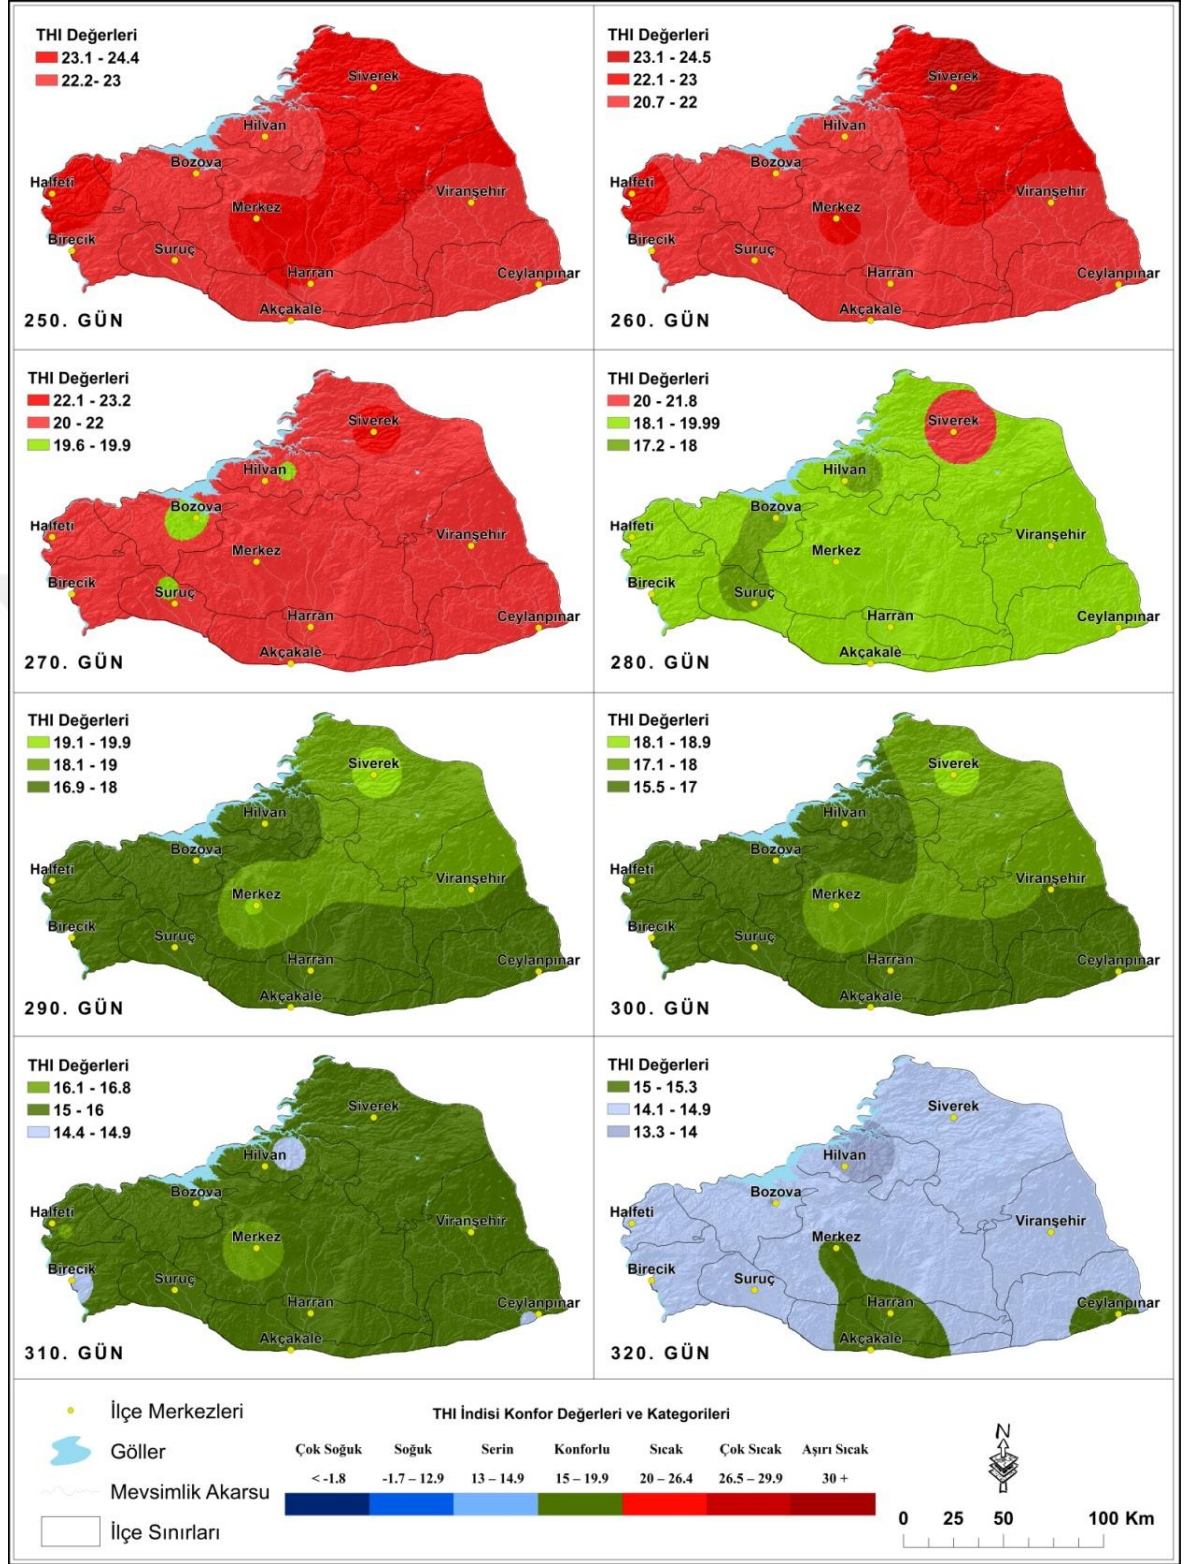 THI Değerleri
23.1 - 24.4
22.2- 23
Siverek
Hilvan
Bozova
Halfeti
Viranşehir
Merkez
Birecik
Suruç
Harran
Ceylanpınar
Akçakale
250. GÜN
THI Değerleri
23.1 - 24.5
22.1 - 23
20.7 - 22
Siverek
Hilvan
Bozova
Halfeti
Viranşehir
Merkez
Birecik
Suruç
Harran
Ceylanpınar
Akçakale
260. GÜN
THI Değerleri
22.1 - 23.2
20 - 22
19.6 - 19.9
Siverek
Hilvan
Bozova
Halfeti
Viranşehir
Merkez
Birecik
Suruç
Harran
Ceylanpınar
Akçakale
270. GÜN
THI Değerleri
20 - 21.8
18.1 - 19.99
17.2 - 18
Siverek
Hilvan
Bozova
Halfeti
Viranşehir
Merkez
Birecik
Suruç
Harran
Ceylanpınar
Akçakale
280. GÜN
THI Değerleri
19.1 - 19.9
18.1 - 19
16.9 - 18
Siverek
Hilvan
Bozova
Halfeti
Viranşehir
Merkez
Birecik
Suruç
Harran
Ceylanpınar
Akçakale
290. GÜN
THI Değerleri
18.1 - 18.9
17.1 - 18
15.5 - 17
Siverek
Hilvan
Bozova
Halfeti
Viranşehir
Merkez
Birecik
Suruç
Harran
Ceylanpınar
Akçakale
300. GÜN
THI Değerleri
16.1 - 16.8
15 - 16
14.4 - 14.9
Siverek
Hilvan
Bozova
Halfeti
Viranşehir
Merkez
Birecik
Suruç
Harran
Ceylanpınar
Akçakale
310. GÜN
THI Değerleri
15 - 15.3
14.1 - 14.9
13.3 - 14
Siverek
Hilvan
Bozova
Halfeti
Viranşehir
Merkez
Birecik
Suruç
Harran
Ceylanpınar
Akçakale
320. GÜN
İlçe Merkezleri
Göller
Mevsimlik Akarsu
İlçe Sınırları
THI İndisi Konfor Değerleri ve Kategorileri
Çok Soğuk Soğuk Serin Konforlu Sıcak Çok Sıcak Aşırı Sıcak
< -1.8 -1.7 – 12.9 13 – 14.9 15 – 19.9 20 – 26.4 26.5 – 29.9 30 +
N
0 25 50 100 Km